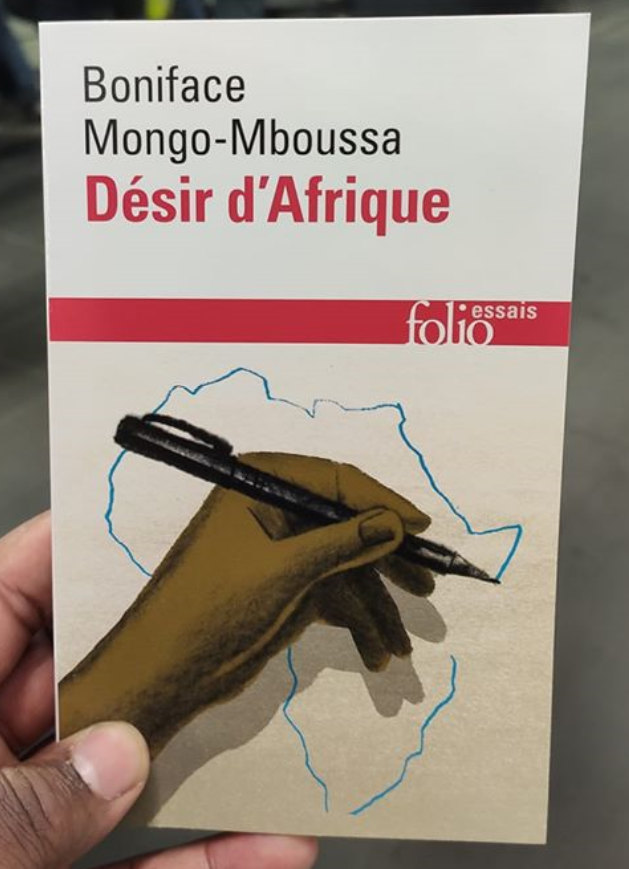 Boniface
Mongo-Mboussa
Désir d'Afrique
folio essais